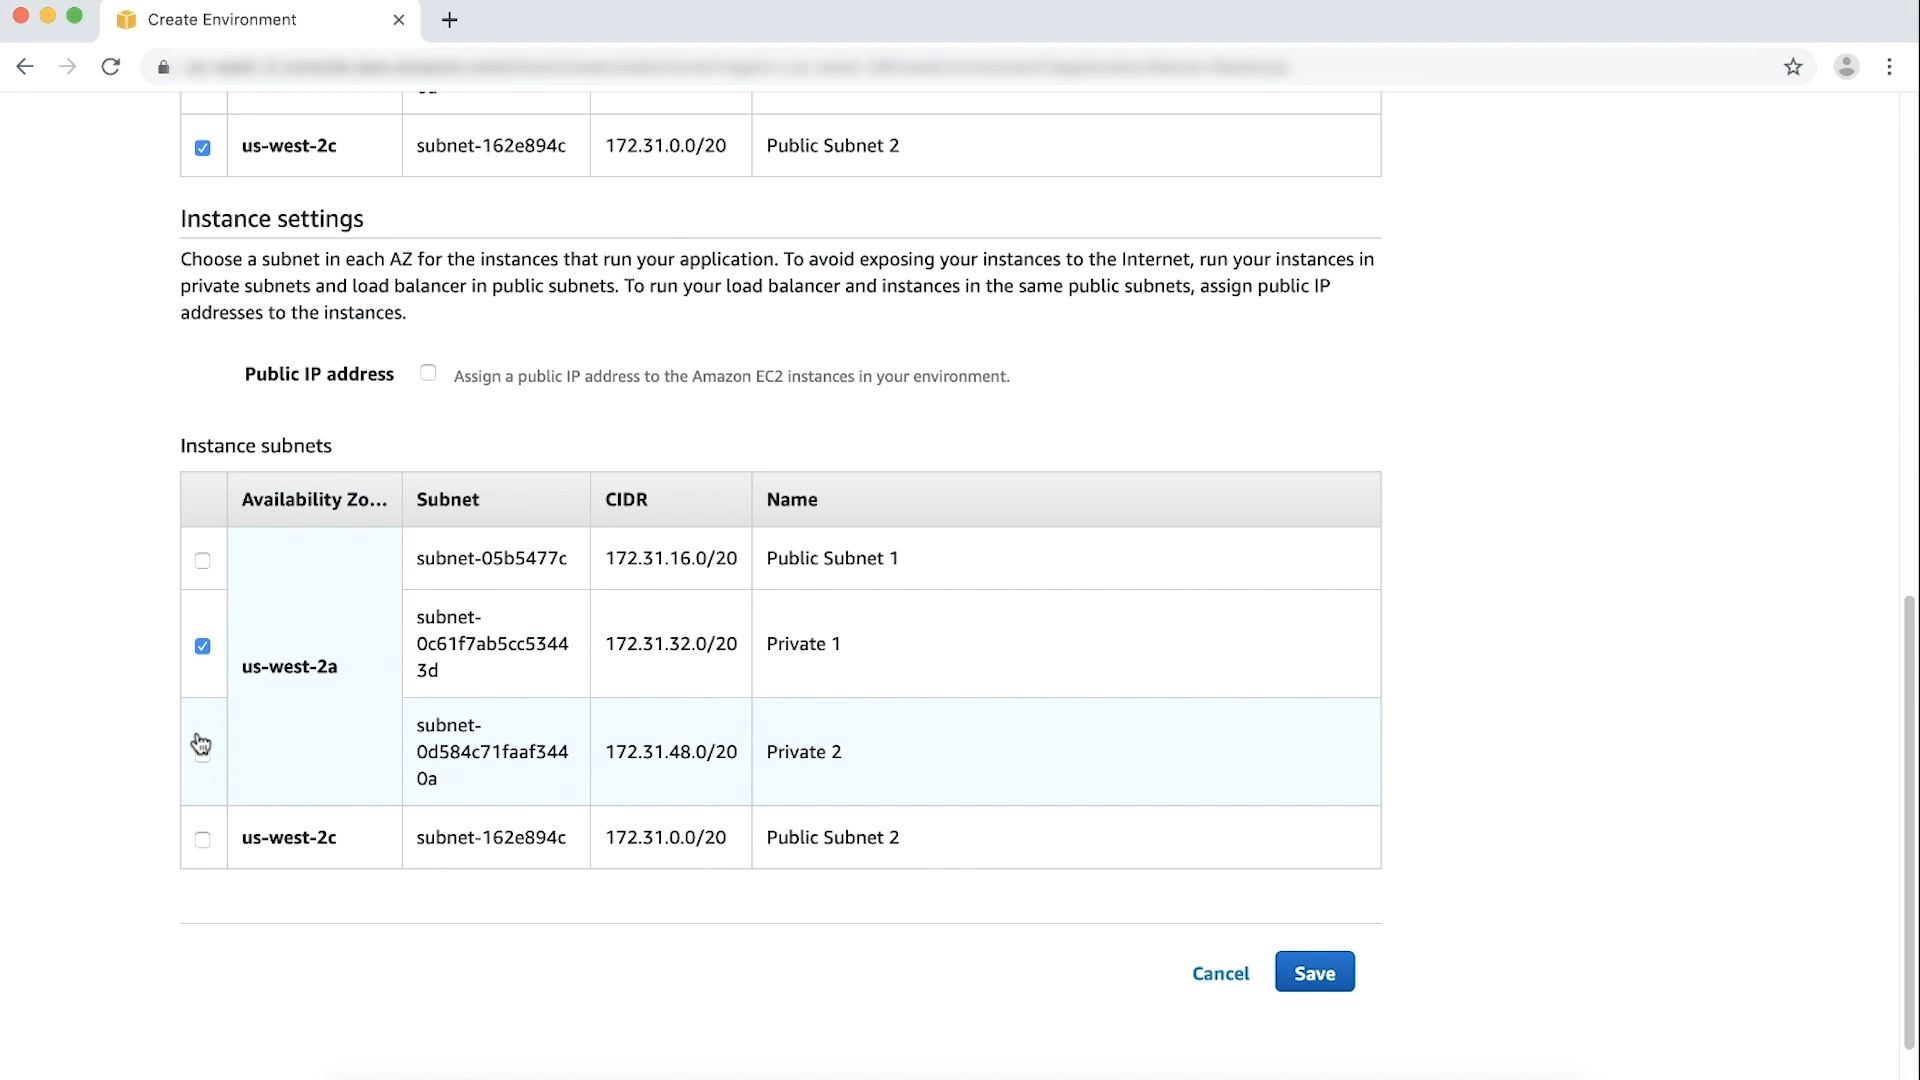 Create Environment
us-west-2c subnet-162e894c 172.31.0.0/20 Public Subnet 2
Instance settings
Choose a subnet in each AZ for the instances that run your application. To avoid exposing your instances to the Internet, run your instances in
private subnets and load balancer in public subnets. To run your load balancer and instances in the same public subnets, assign public IP
addresses to the instances.
Public IP address Assign a public IP address to the Amazon EC2 instances in your environment.
Instance subnets
Availability Zo... Subnet CIDR Name
subnet-05b5477c 172.31.16.0/20 Public Subnet 1
subnet-
0c61f7ab5cc5344 172.31.32.0/20 Private 1
3d
us-west-2a
subnet-
0d584c71faaf344 172.31.48.0/20 Private 2
0a
us-west-2c subnet-162e894c 172.31.0.0/20 Public Subnet 2
Cancel Save